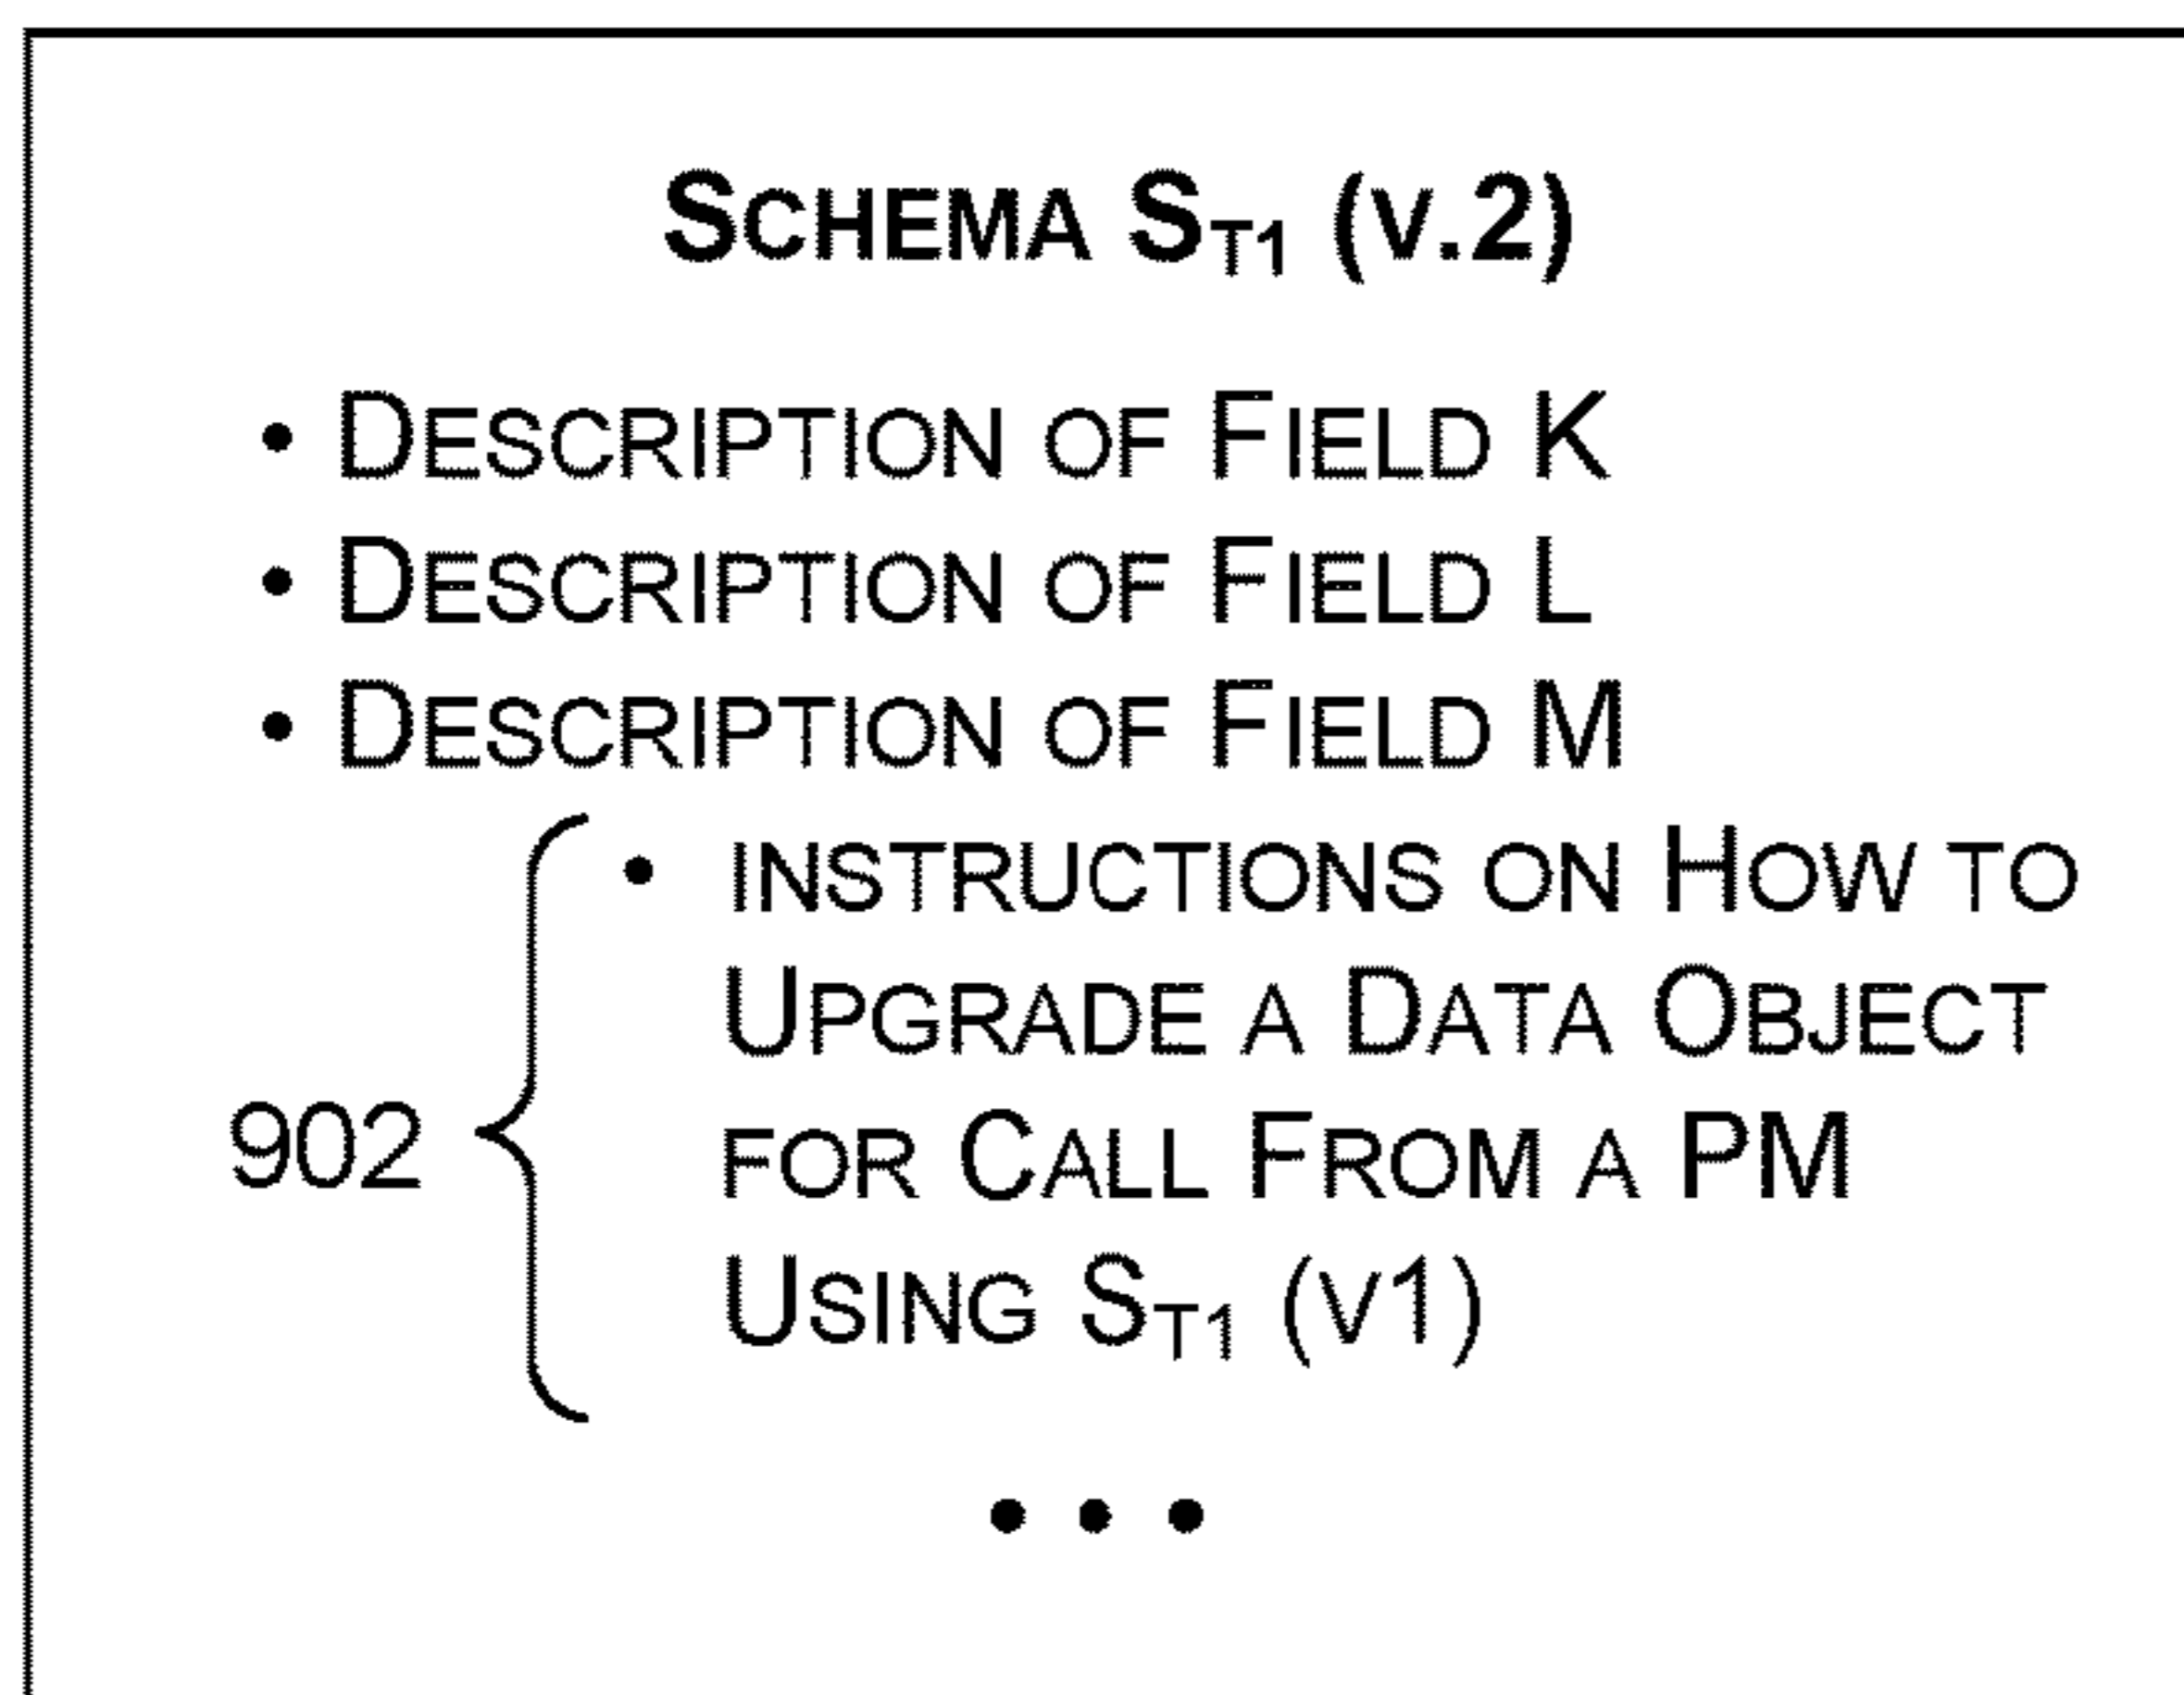 SCHEMA ST1 (V.2)
• DESCRIPTION OF FIELD K
• DESCRIPTION OF FIELD L
• DESCRIPTION OF FIELD M
• INSTRUCTIONS ON HOW TO
UPGRADE A DATA OBJECT
902
FOR CALL FROM A PM
USING ST1 (V1)
• • •